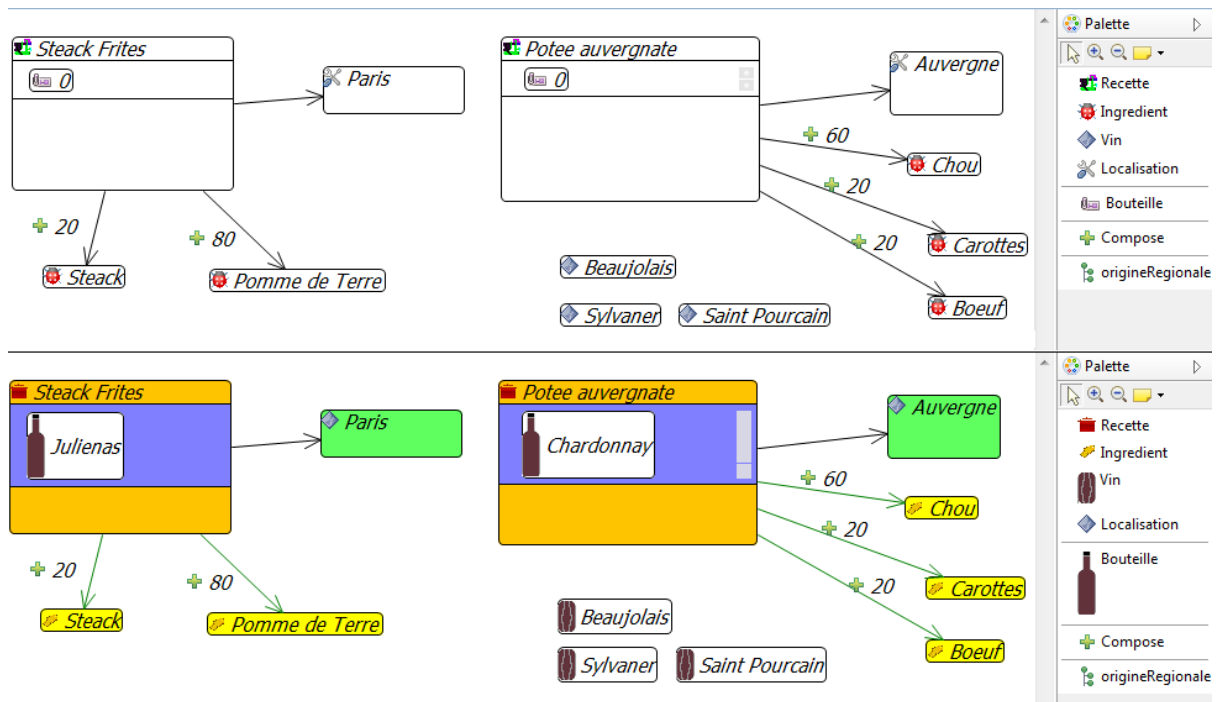 Steack Frites
0
Paris
20
80
Steack
Pomme de Terre
Potee auvergnate
0
Auvergne
60
Chou
20
Carottes
20
Boeuf
Beaujolais
Sylvaner
Saint Pourcain
Palette
Recette
Ingredient
Vin
Localisation
Bouteille
Compose
origineRegionale
Steack Frites
Julienas
Paris
20
80
Steack
Pomme de Terre
Potee auvergnate
Chardonnay
Auvergne
60
Chou
20
Carottes
20
Boeuf
Beaujolais
Sylvaner
Saint Pourcain
Palette
Recette
Ingredient
Vin
Localisation
Bouteille
Compose
origineRegionale